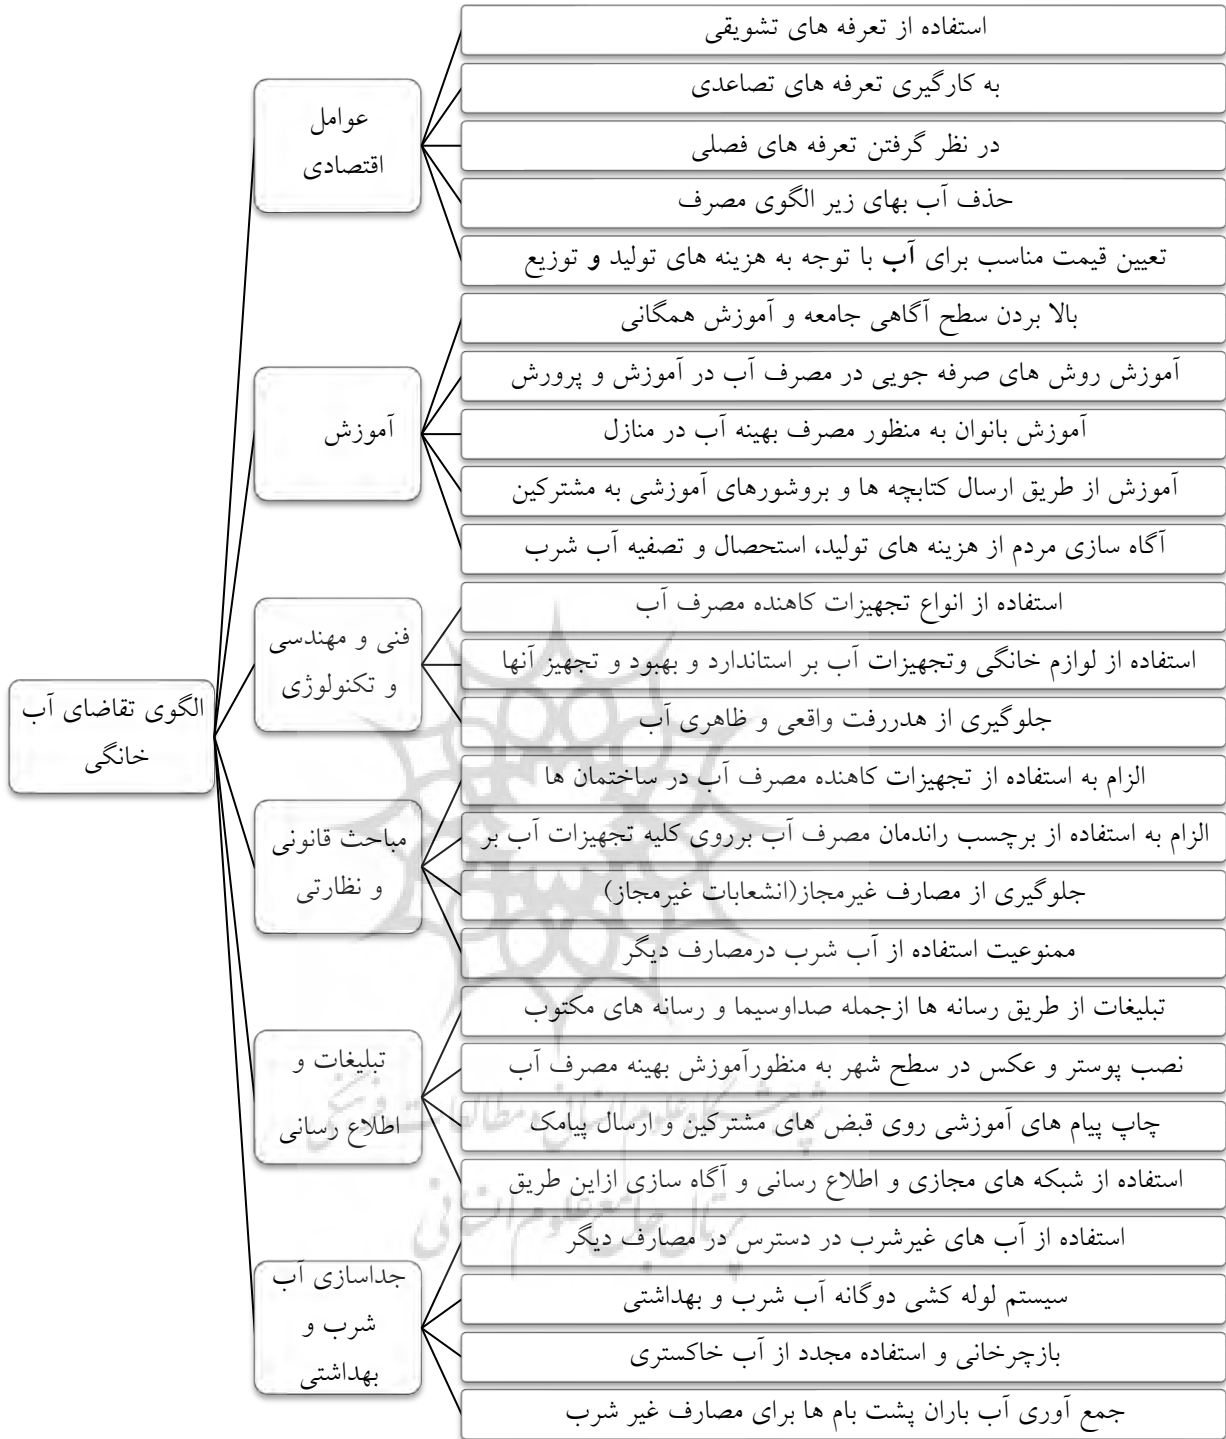 الگوی تقاضای آب
خانگی
عوامل
اقتصادی
استفاده از تعرفه های تشویقی
به کارگیری تعرفه های تصاعدی
در نظر گرفتن تعرفه های فصلی
حذف آب بهای زیر الگوی مصرف
تعیین قیمت مناسب برای آب با توجه به هزینه های تولید و توزیع
آموزش
بالا بردن سطح آگاهی جامعه و آموزش همگانی
آموزش روش های صرفه جویی در مصرف آب در آموزش و پرورش
آموزش بانوان به منظور مصرف بهینه آب در منازل
آموزش از طریق ارسال کتابچه ها و بروشورهای آموزشی به مشترکین
آگاه سازی مردم از هزینه های تولید، استحصال و تصفیه آب شرب
فنی و مهندسی
و تکنولوژی
استفاده از انواع تجهیزات کاهنده مصرف آب
استفاده از لوازم خانگی وتجهیزات آب بر استاندارد و بهبود و تجهیز آنها
جلوگیری از هدررفت واقعی و ظاهری آب
مباحث قانونی
و نظارتی
الزام به استفاده از تجهیزات کاهنده مصرف آب در ساختمان ها
الزام به استفاده از برچسب راندمان مصرف آب برروی کلیه تجهیزات آب بر
جلوگیری از مصارف غیرمجاز(انشعابات غیرمجاز)
ممنوعیت استفاده از آب شرب درمصارف دیگر
تبلیغات و
اطلاع رسانی
تبلیغات از طریق رسانه ها ازجمله صداوسیما و رسانه های مکتوب
نصب پوستر و عکس در سطح شهر به منظورآموزش بهینه مصرف آب
چاپ پیام های آموزشی روی قبض های مشترکین و ارسال پیامک
استفاده از شبکه های مجازی و اطلاع رسانی و آگاه سازی ازاین طریق
جداسازی آب
شرب و
بهداشتی
استفاده از آب های غیرشرب در دسترس در مصارف دیگر
سیستم لوله کشی دوگانه آب شرب و بهداشتی
بازچرخانی و استفاده مجدد از آب خاکستری
جمع آوری آب باران پشت بام ها برای مصارف غیر شرب
پژوهشگاه علوم انسانی و مطالعات فرهنگی
پرتال جامع علوم انسانی